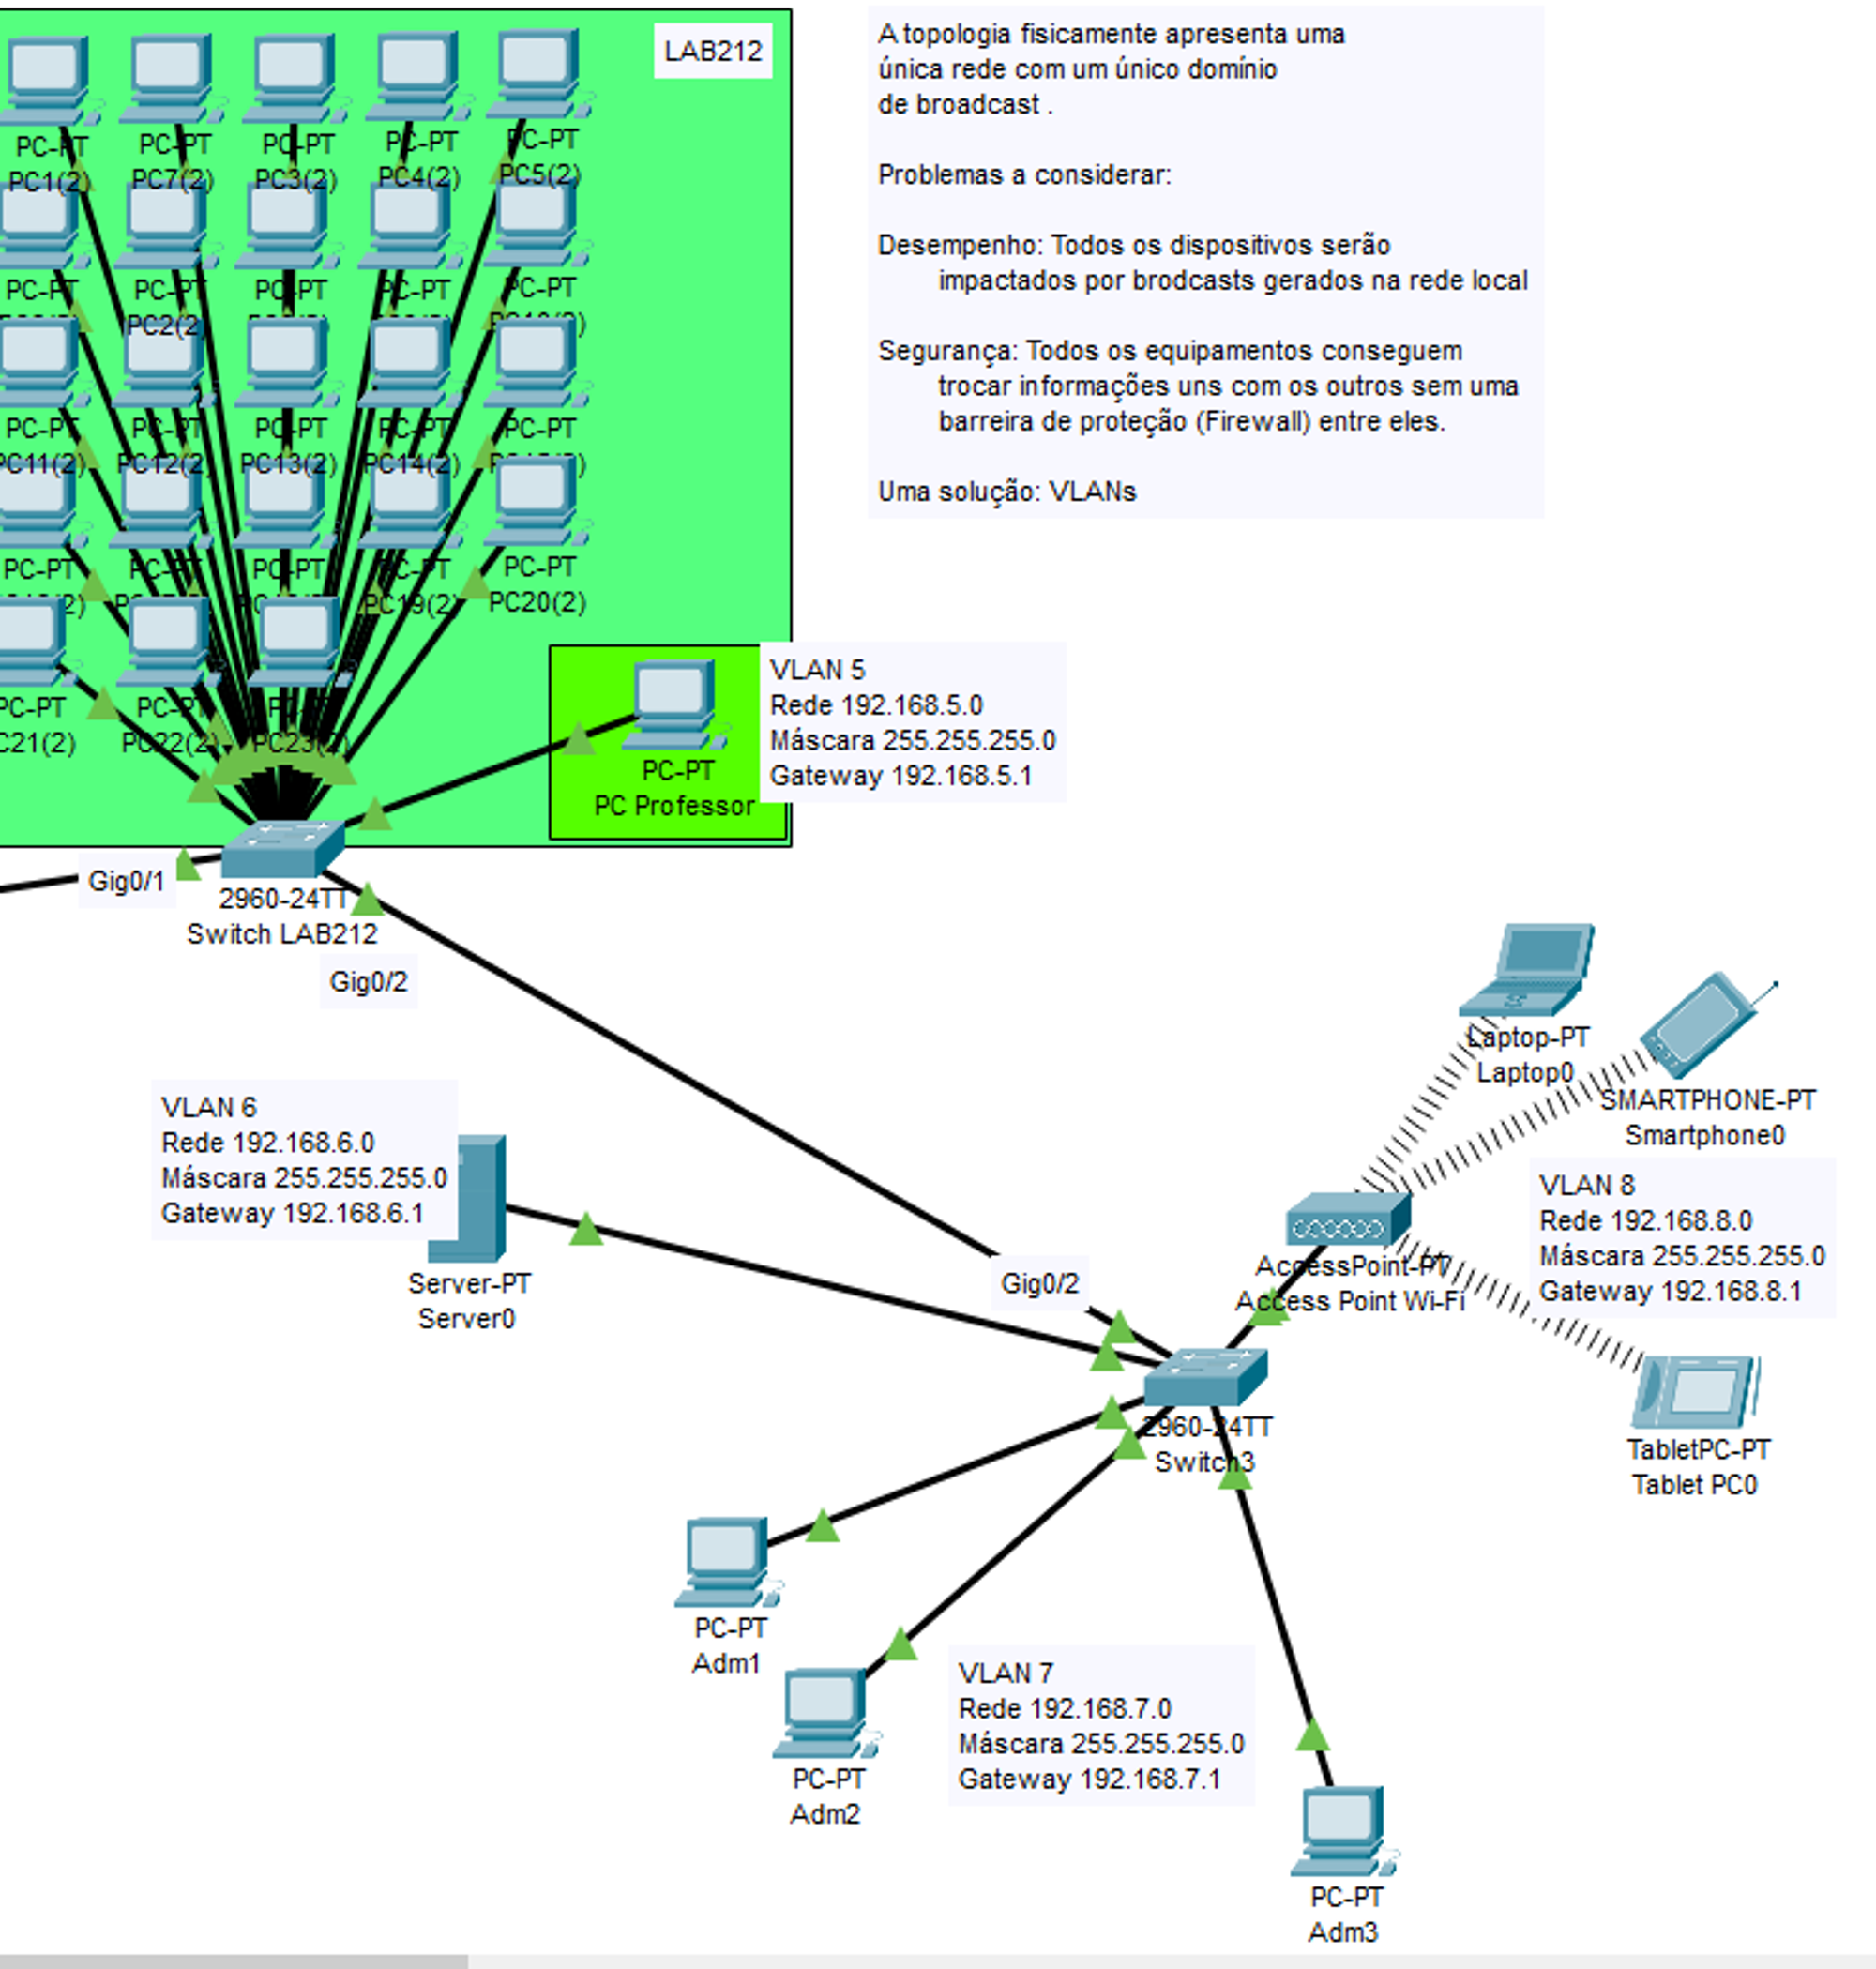 LAB212
PC-PT
PC1(2)
PC-PT
PC7(2)
PC-PT
PC3(2)
PC-PT
PC4(2)
PC-PT
PC5(2)
PC-PT
PC-PT
PC2(2)
PC-PT
PC-PT
PC-PT
PC-PT
PC11(2)
PC-PT
PC12(2)
PC-PT
PC13(2)
PC-PT
PC14(2)
PC-PT
PC-PT
PC-PT
PC-PT
PC-PT
PC19(2)
PC-PT
PC20(2)
PC-PT
C21(2)
PC-PT
PC22(2)
PC23(2)
PC-PT
PC Professor
VLAN 5
Rede 192.168.5.0
Máscara 255.255.255.0
Gateway 192.168.5.1
A topologia fisicamente apresenta uma
única rede com um único domínio
de broadcast .
Problemas a considerar:
Desempenho: Todos os dispositivos serão
impactados por brodcasts gerados na rede local
Segurança: Todos os equipamentos conseguem
trocar informações uns com os outros sem uma
barreira de proteção (Firewall) entre eles.
Uma solução: VLANs
Gig0/1
2960-24TT
Switch LAB212
Gig0/2
VLAN 6
Rede 192.168.6.0
Máscara 255.255.255.0
Gateway 192.168.6.1
Server-PT
Server0
Gig0/2
Laptop-PT
Laptop0
SMARTPHONE-PT
Smartphone0
VLAN 8
Rede 192.168.8.0
Máscara 255.255.255.0
Gateway 192.168.8.1
AccessPoint-PT
Access Point Wi-Fi
TabletPC-PT
Tablet PC0
2960-24TT
Switch3
PC-PT
Adm1
PC-PT
Adm2
VLAN 7
Rede 192.168.7.0
Máscara 255.255.255.0
Gateway 192.168.7.1
PC-PT
Adm3